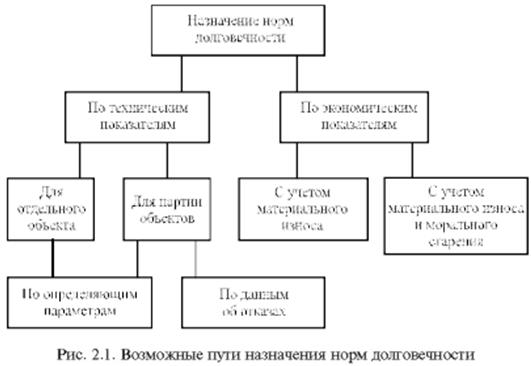 Назначение норм
долговечности
По техническим
показателям
По экономическим
показателям
Для
отдельного
объекта
Для партии
объектов
С учетом
материального
износа
С учетом
материального износа
и морального
старения
По определяющим
параметрам
По данным
об отказах
Рис. 2.1. Возможные пути назначения норм долговечности